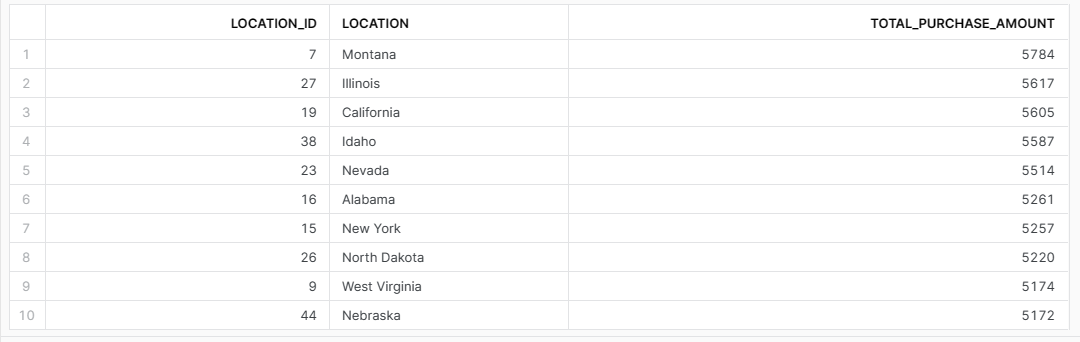 LOCATION_ID LOCATION TOTAL_PURCHASE_AMOUNT
1 7 Montana 5784
2 27 Illinois 5617
3 19 California 5605
4 38 Idaho 5587
5 23 Nevada 5514
6 16 Alabama 5261
7 15 New York 5257
8 26 North Dakota 5220
9 9 West Virginia 5174
10 44 Nebraska 5172